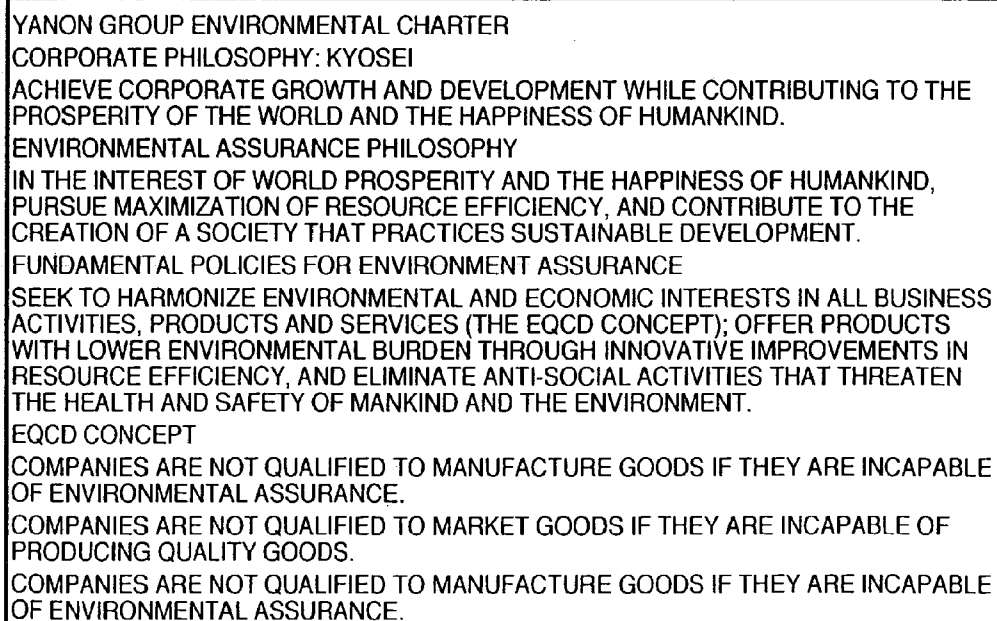 YANON GROUP ENVIRONMENTAL CHARTER
CORPORATE PHILOSOPHY: KYOSEI
ACHIEVE CORPORATE GROWTH AND DEVELOPMENT WHILE CONTRIBUTING TO THE
PROSPERITY OF THE WORLD AND THE HAPPINESS OF HUMANKIND.
ENVIRONMENTAL ASSURANCE PHILOSOPHY
IN THE INTEREST OF WORLD PROSPERITY AND THE HAPPINESS OF HUMANKIND,
PURSUE MAXIMIZATION OF RESOURCE EFFICIENCY, AND CONTRIBUTE TO THE
CREATION OF A SOCIETY THAT PRACTICES SUSTAINABLE DEVELOPMENT.
FUNDAMENTAL POLICIES FOR ENVIRONMENT ASSURANCE
SEEK TO HARMONIZE ENVIRONMENTAL AND ECONOMIC INTERESTS IN ALL BUSINESS
ACTIVITIES, PRODUCTS AND SERVICES (THE EQCD CONCEPT); OFFER PRODUCTS
WITH LOWER ENVIRONMENTAL BURDEN THROUGH INNOVATIVE IMPROVEMENTS IN
RESOURCE EFFICIENCY, AND ELIMINATE ANTI-SOCIAL ACTIVITIES THAT THREATEN
THE HEALTH AND SAFETY OF MANKIND AND THE ENVIRONMENT.
EQCD CONCEPT
COMPANIES ARE NOT QUALIFIED TO MANUFACTURE GOODS IF THEY ARE INCAPABLE
OF ENVIRONMENTAL ASSURANCE.
COMPANIES ARE NOT QUALIFIED TO MARKET GOODS IF THEY ARE INCAPABLE OF
PRODUCING QUALITY GOODS.
COMPANIES ARE NOT QUALIFIED TO MANUFACTURE GOODS IF THEY ARE INCAPABLE
OF ENVIRONMENTAL ASSURANCE.